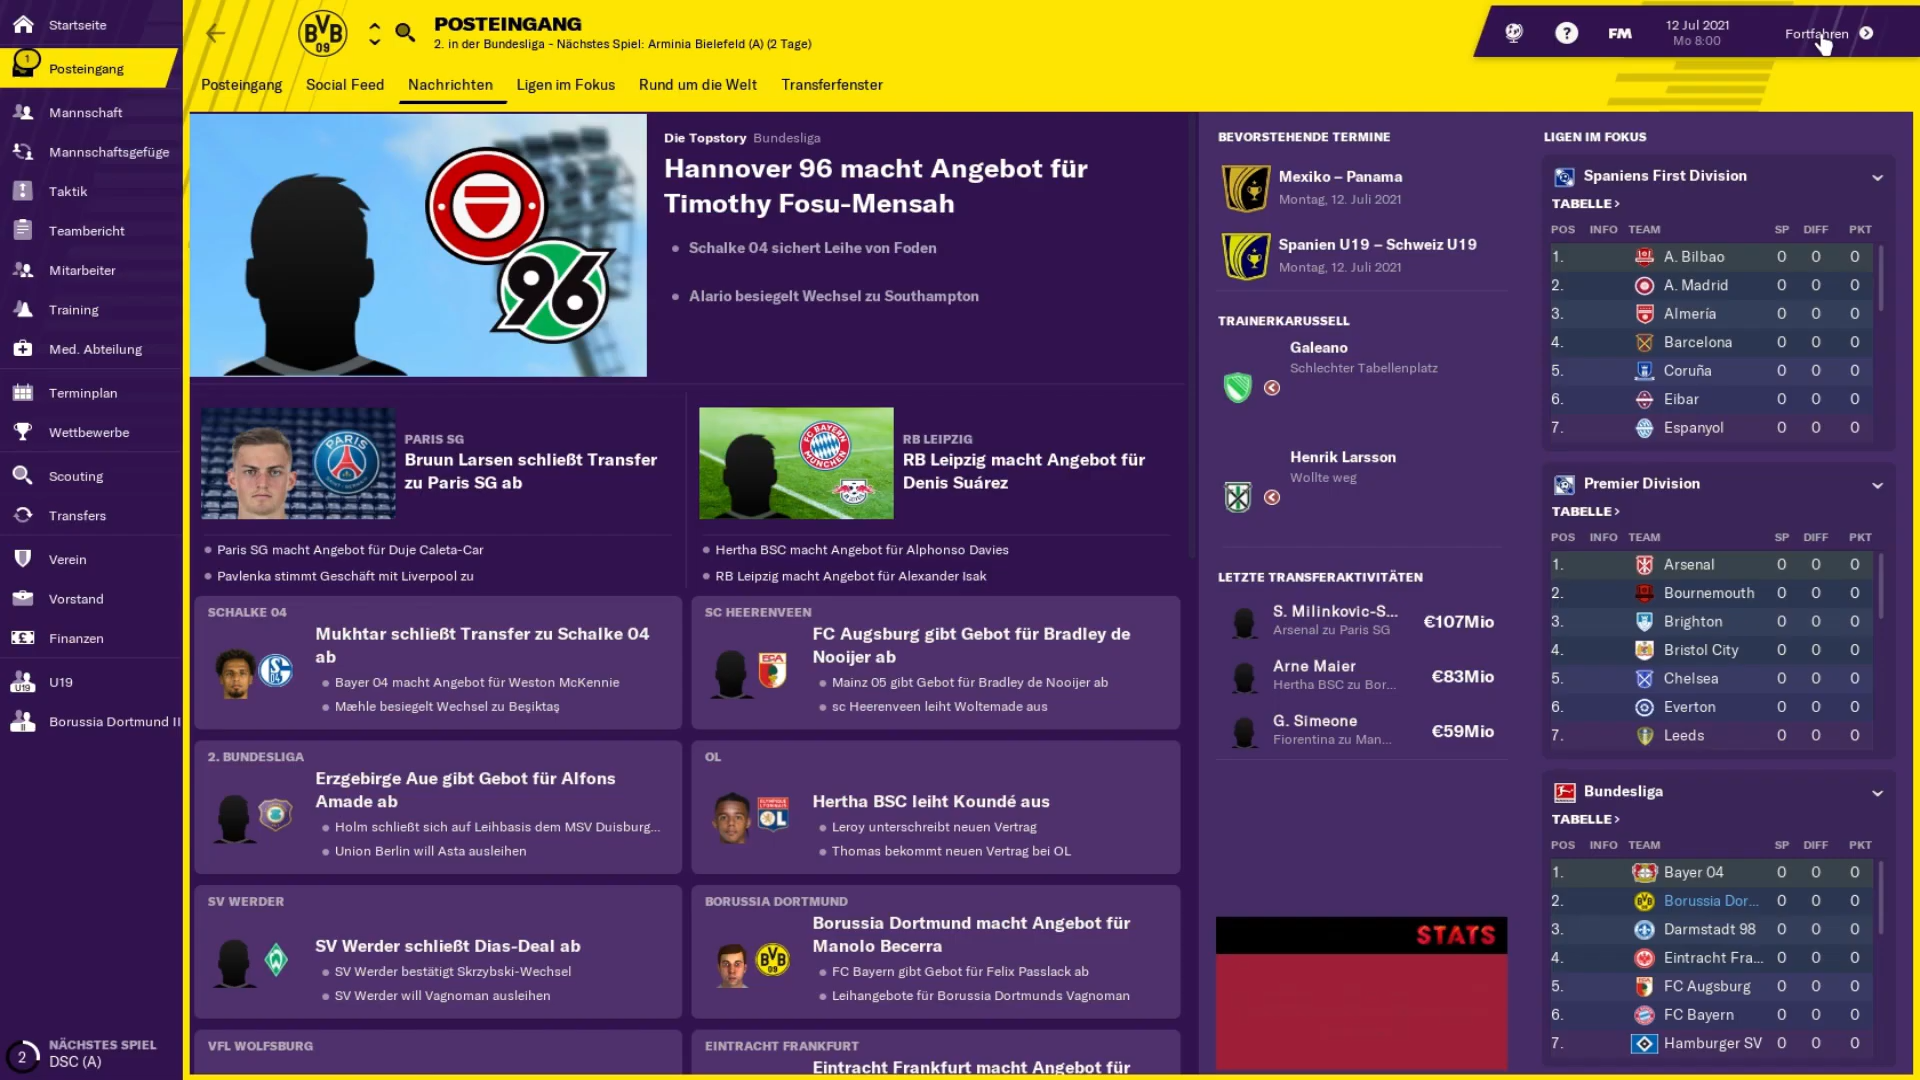 Startseite
1
Posteingang
Mannschaft
Mannschaftsgefüge
Taktik
Teambericht
Mitarbeiter
Training
Med. Abteilung
Terminplan
Wettbewerbe
Scouting
Transfers
Verein
Vorstand
Finanzen
U19
U19
II
Borussia Dortmund II
2
NÄCHSTES SPIEL
DSC (A)
BVB
09
POSTEINGANG
2. in der Bundesliga - Nächstes Spiel: Arminia Bielefeld (A) (2 Tage)
?
FM
12 Jul 2021
Mo 8:00
Fortfahren
Posteingang
Social Feed
Nachrichten
Ligen im Fokus
Rund um die Welt
Transferfenster
96
Die Topstory Bundesliga
Hannover 96 macht Angebot für
Timothy Fosu-Mensah
Schalke 04 sichert Leihe von Foden
Alario besiegelt Wechsel zu Southampton
PARIS
PARIS SG
Bruun Larsen schließt Transfer
zu Paris SG ab
Paris SG macht Angebot für Duje Caleta-Car
Pavlenka stimmt Geschäft mit Liverpool zu
FC BAYERN
MÜNCHEN
RB LEIPZIG
RB Leipzig macht Angebot für
Denis Suárez
Hertha BSC macht Angebot für Alphonso Davies
RB Leipzig macht Angebot für Alexander Isak
SCHALKE 04
Mukhtar schließt Transfer zu Schalke 04
ab
Bayer 04 macht Angebot für Weston McKennie
Mæhle besiegelt Wechsel zu Beşiktaş
SC HEERENVEEN
FC Augsburg gibt Gebot für Bradley de
Nooijer ab
Mainz 05 gibt Gebot für Bradley de Nooijer ab
sc Heerenveen leiht Woltemade aus
2. BUNDESLIGA
Erzgebirge Aue gibt Gebot für Alfons
Amade ab
Holm schließt sich auf Leihbasis dem MSV Duisburg...
Union Berlin will Asta ausleihen
OL
Hertha BSC leiht Koundé aus
Leroy unterschreibt neuen Vertrag
Thomas bekommt neuen Vertrag bei OL
SV WERDER
SV Werder schließt Dias-Deal ab
SV Werder bestätigt Skrzybski-Wechsel
SV Werder will Vagnoman ausleihen
BORUSSIA DORTMUND
Borussia Dortmund macht Angebot für
Manolo Becerra
FC Bayern gibt Gebot für Felix Passlack ab
Leihangebote für Borussia Dortmunds Vagnoman
VFL WOLFSBURG
EINTRACHT FRANKFURT
Eintracht Frankfurt macht Angebot für
BEVORSTEHENDE TERMINE
Mexiko – Panama
Montag, 12. Juli 2021
Spanien U19 – Schweiz U19
Montag, 12. Juli 2021
TRAINERKARUSSELL
Galeano
Schlechter Tabellenplatz
Henrik Larsson
Wollte weg
LETZTE TRANSFERAKTIVITÄTEN
S. Milinkovic-S... €107Mio
Arsenal zu Paris SG
Arne Maier €83Mio
Hertha BSC zu Bor...
G. Simeone €59Mio
Fiorentina zu Man...
STATS
LIGEN IM FOKUS
Spaniens First Division
TABELLE >
POS INFO TEAM SP DIFF PKT
1. A. Bilbao 0 0 0
2. A. Madrid 0 0 0
3. Almería 0 0 0
4. Barcelona 0 0 0
5. Coruña 0 0 0
6. Eibar 0 0 0
7. Espanyol 0 0 0
Premier Division
TABELLE >
POS INFO TEAM SP DIFF PKT
1. Arsenal 0 0 0
2. Bournemouth 0 0 0
3. Brighton 0 0 0
4. Bristol City 0 0 0
5. Chelsea 0 0 0
6. Everton 0 0 0
7. Leeds 0 0 0
Bundesliga
TABELLE >
POS INFO TEAM SP DIFF PKT
1. Bayer 04 0 0 0
2. Borussia Dor... 0 0 0
3. Darmstadt 98 0 0 0
4. Eintracht Fra... 0 0 0
5. FC Augsburg 0 0 0
6. FC Bayern 0 0 0
7. Hamburger SV 0 0 0